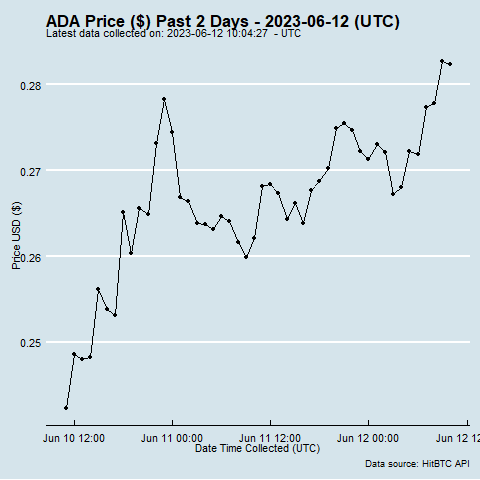 ADA Price ($) Past 2 Days - 2023-06-12 (UTC)
Latest data collected on: 2023-06-12 10:04:27 - UTC
0.28
0.27
0.26
0.25
Price USD ($)
Jun 10 12:00 Jun 11 00:00 Jun 11 12:00 Jun 12 00:00 Jun 12 12
Date Time Collected (UTC)
Data source: HitBTC API